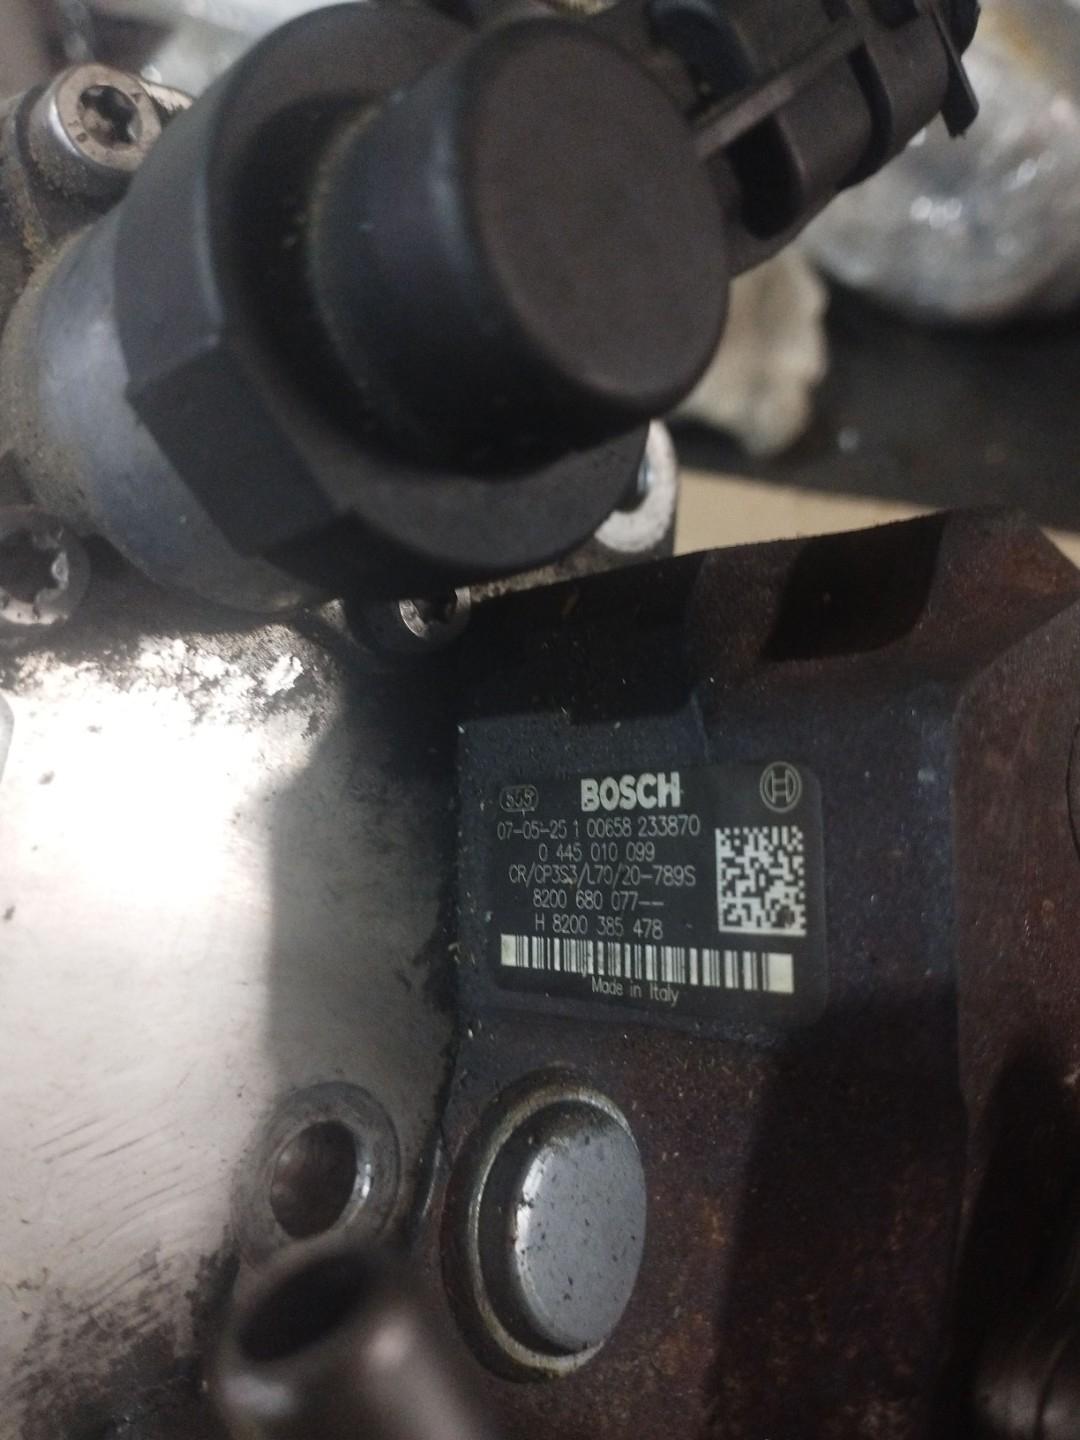 555 BOSCH
07-05-25 1 00658 233870
0 445 010 099
CR/CP3S3/L70/20-789S
8200 680 077--
H 8200 385 478
Made in Italy